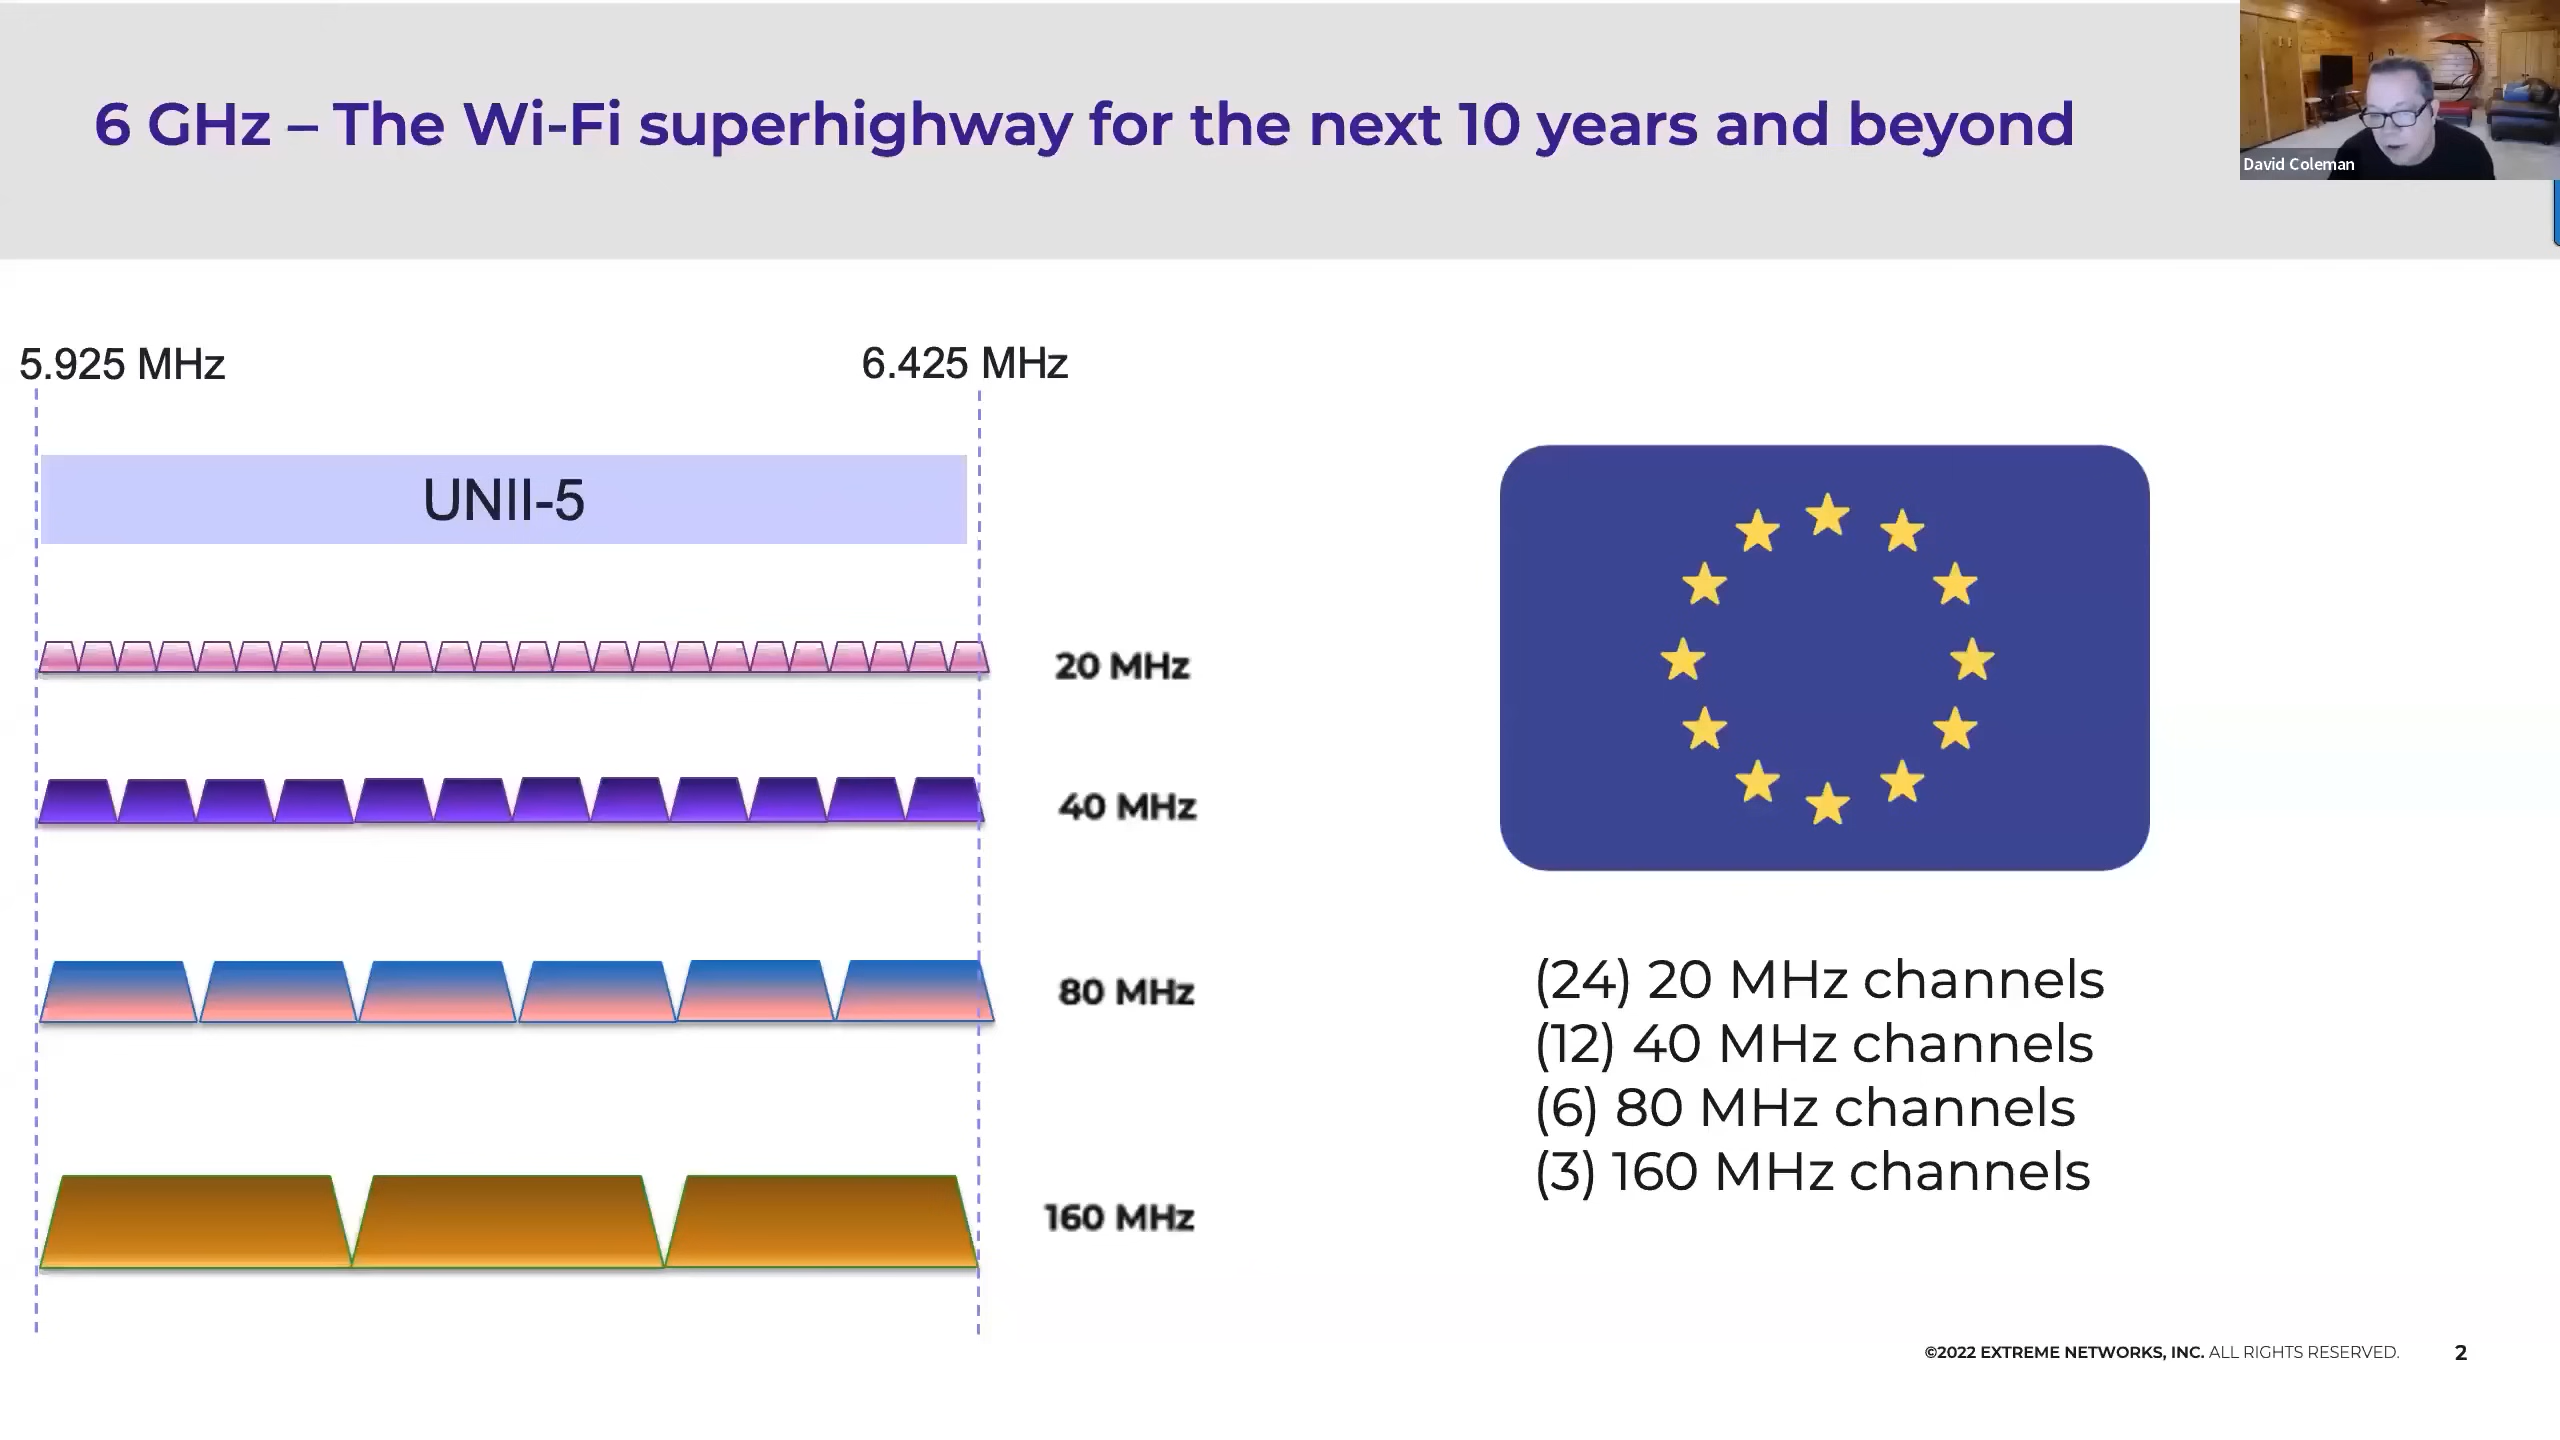 6 GHz – The Wi-Fi superhighway for the next 10 years and beyond
David Coleman
5.925 MHz
6.425 MHz
UNII-5
20 MHz
40 MHz
80 MHz
160 MHz
(24) 20 MHz channels
(12) 40 MHz channels
(6) 80 MHz channels
(3) 160 MHz channels
©2022 EXTREME NETWORKS, INC. ALL RIGHTS RESERVED. 2